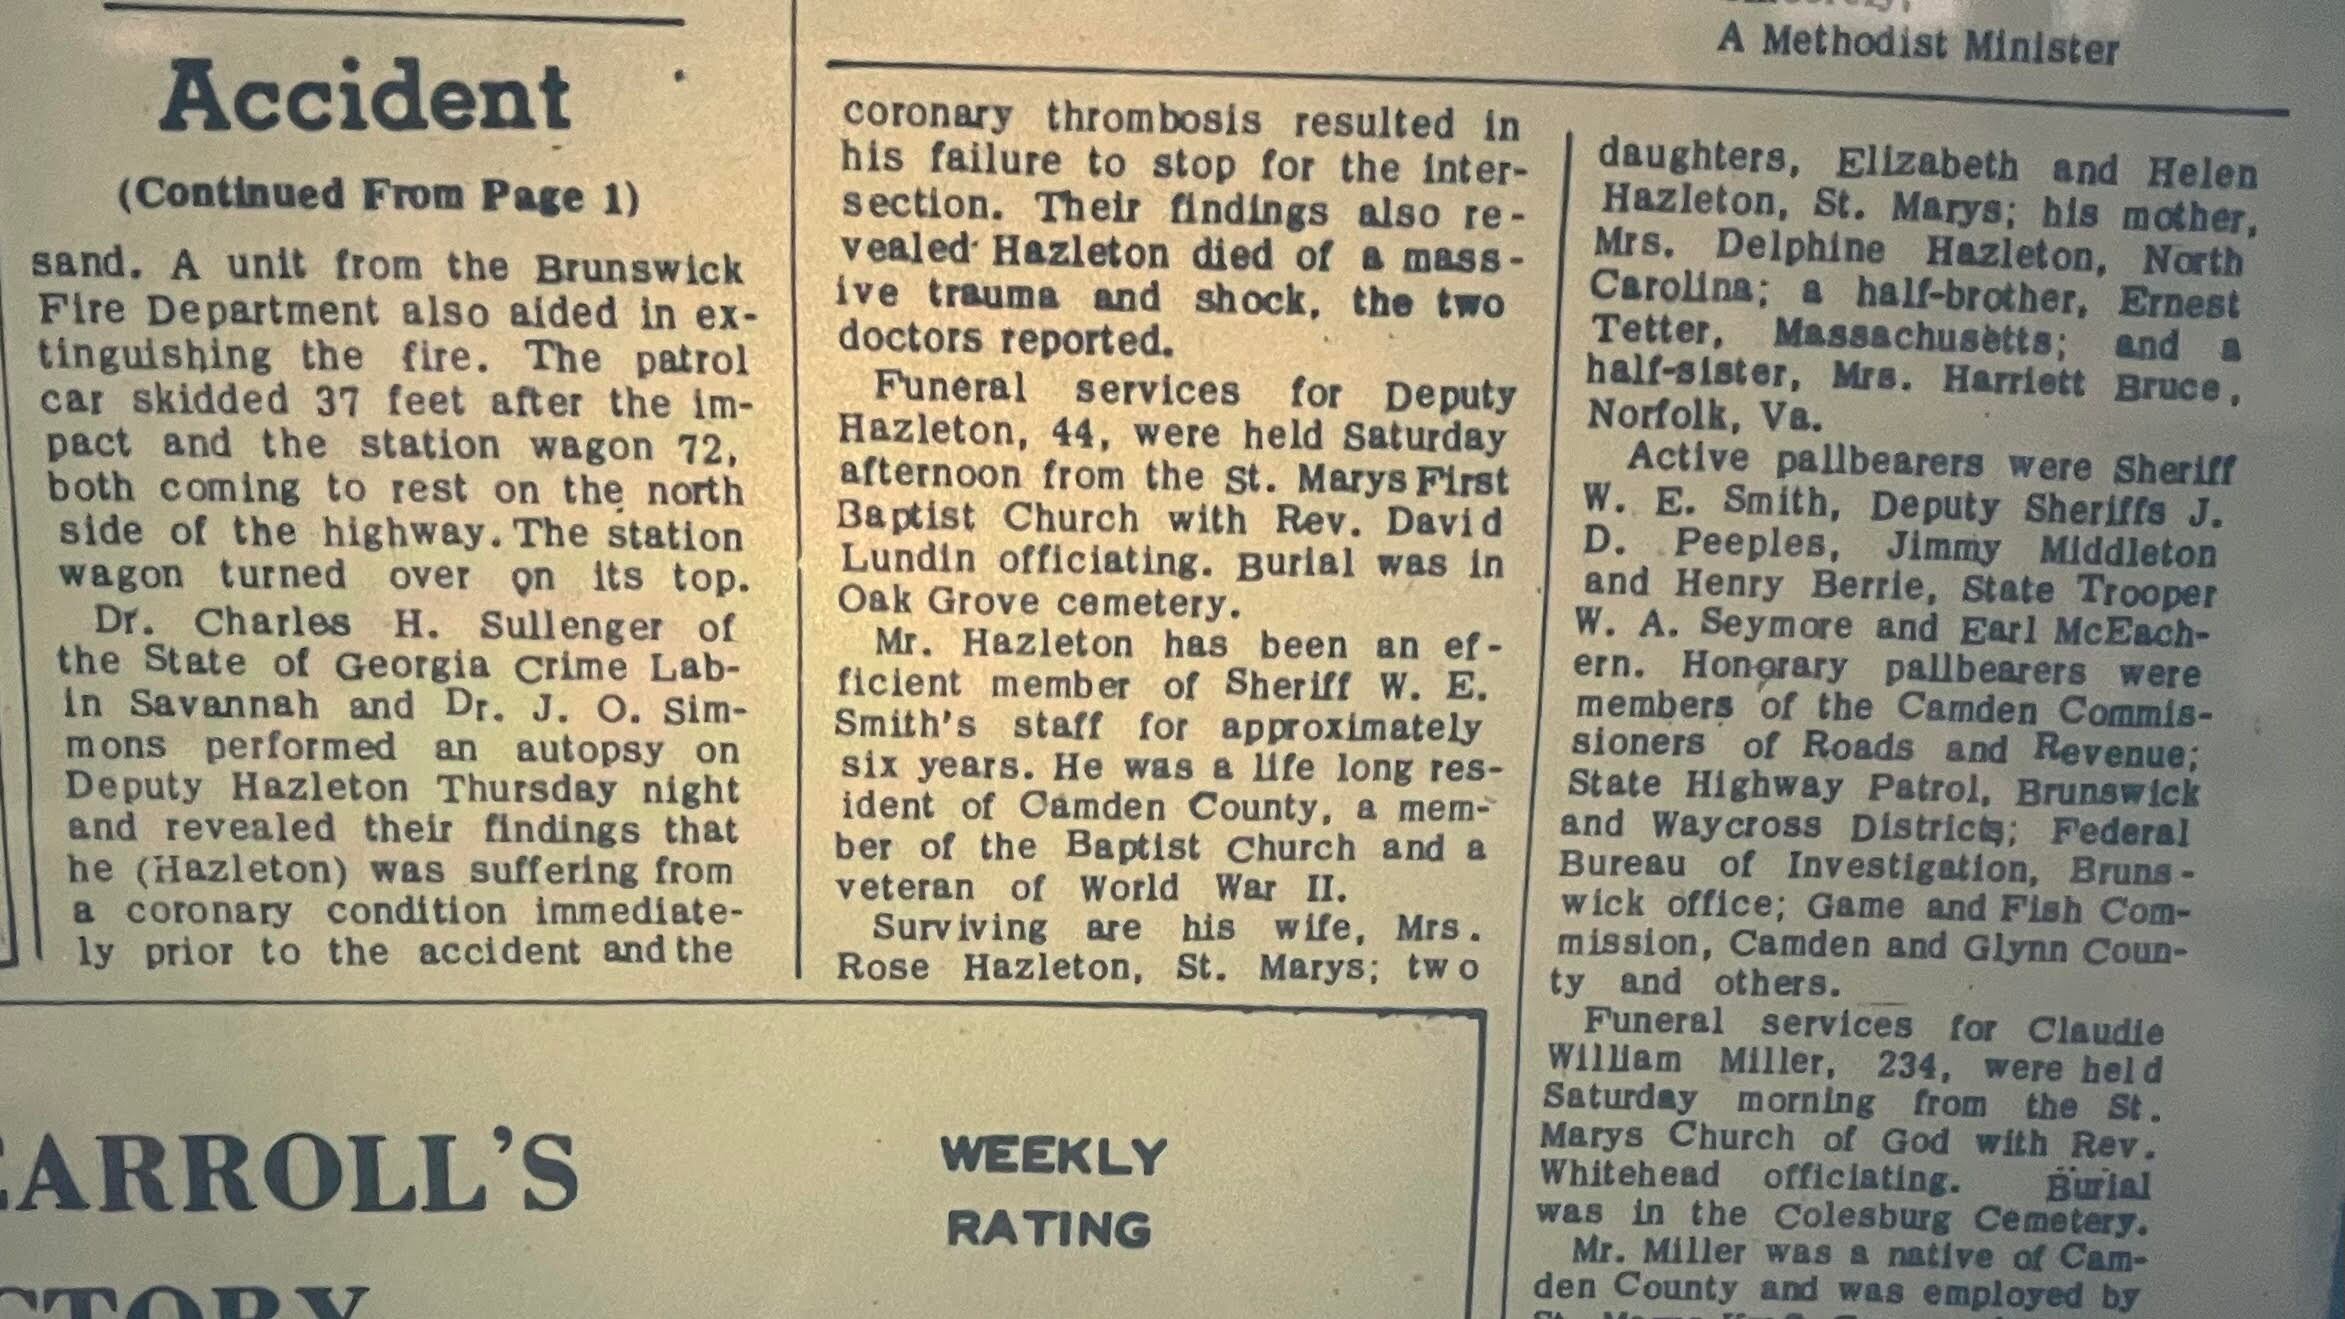 A Methodist Minister
Accident
(Continued From Page 1)
sand. A unit from the Brunswick
Fire Department also aided in ex-
tinguishing the fire. The patrol
car skidded 37 feet after the im-
pact and the station wagon 72,
both coming to rest on the north
side of the highway. The station
wagon turned over on its top.
Dr. Charles H. Sullenger of
the State of Georgia Crime Lab-
in Savannah and Dr. J. O. Sim-
mons performed an autopsy on
Deputy Hazleton Thursday night
and revealed their findings that
he (Hazleton) was suffering from
a coronary condition immediate-
ly prior to the accident and the
coronary thrombosis resulted in
his failure to stop for the inter-
section. Their findings also re-
vealed Hazleton died of a mass-
ive trauma and shock, the two
doctors reported.
Funeral services for Deputy
Hazleton, 44, were held Saturday
afternoon from the St. Marys First
Baptist Church with Rev. David
Lundin officiating. Burial was in
Oak Grove cemetery.
Mr. Hazleton has been an ef-
ficient member of Sheriff W. E.
Smith's staff for approximately
six years. He was a life long res-
ident of Camden County, a mem-
ber of the Baptist Church and a
veteran of World War II.
Surviving are his wife, Mrs.
Rose Hazleton, St. Marys; two
daughters, Elizabeth and Helen
Hazleton, St. Marys; his mother,
Mrs. Delphine Hazleton, North
Carolina; a half-brother, Ernest
Tetter, Massachusetts; and a
half-sister, Mrs. Harriett Bruce,
Norfolk, Va.
Active pallbearers were Sheriff
W. E. Smith, Deputy Sheriffs J.
D. Peeples, Jimmy Middleton
and Henry Berrie, State Trooper
W. A. Seymore and Earl McEach-
ern. Honorary pallbearers were
members of the Camden Commis-
sioners of Roads and Revenue;
State Highway Patrol, Brunswick
and Waycross Districts; Federal
Bureau of Investigation, Bruns-
wick office; Game and Fish Com-
mission, Camden and Glynn Coun-
ty and others.
Funeral services for Claudie
William Miller, 234, were held
Saturday morning from the St.
Marys Church of God with Rev.
Whitehead officiating. Burial
was in the Colesburg Cemetery.
Mr. Miller was a native of Cam-
den County and was employed by
ARROLL'S
WEEKLY
RATING